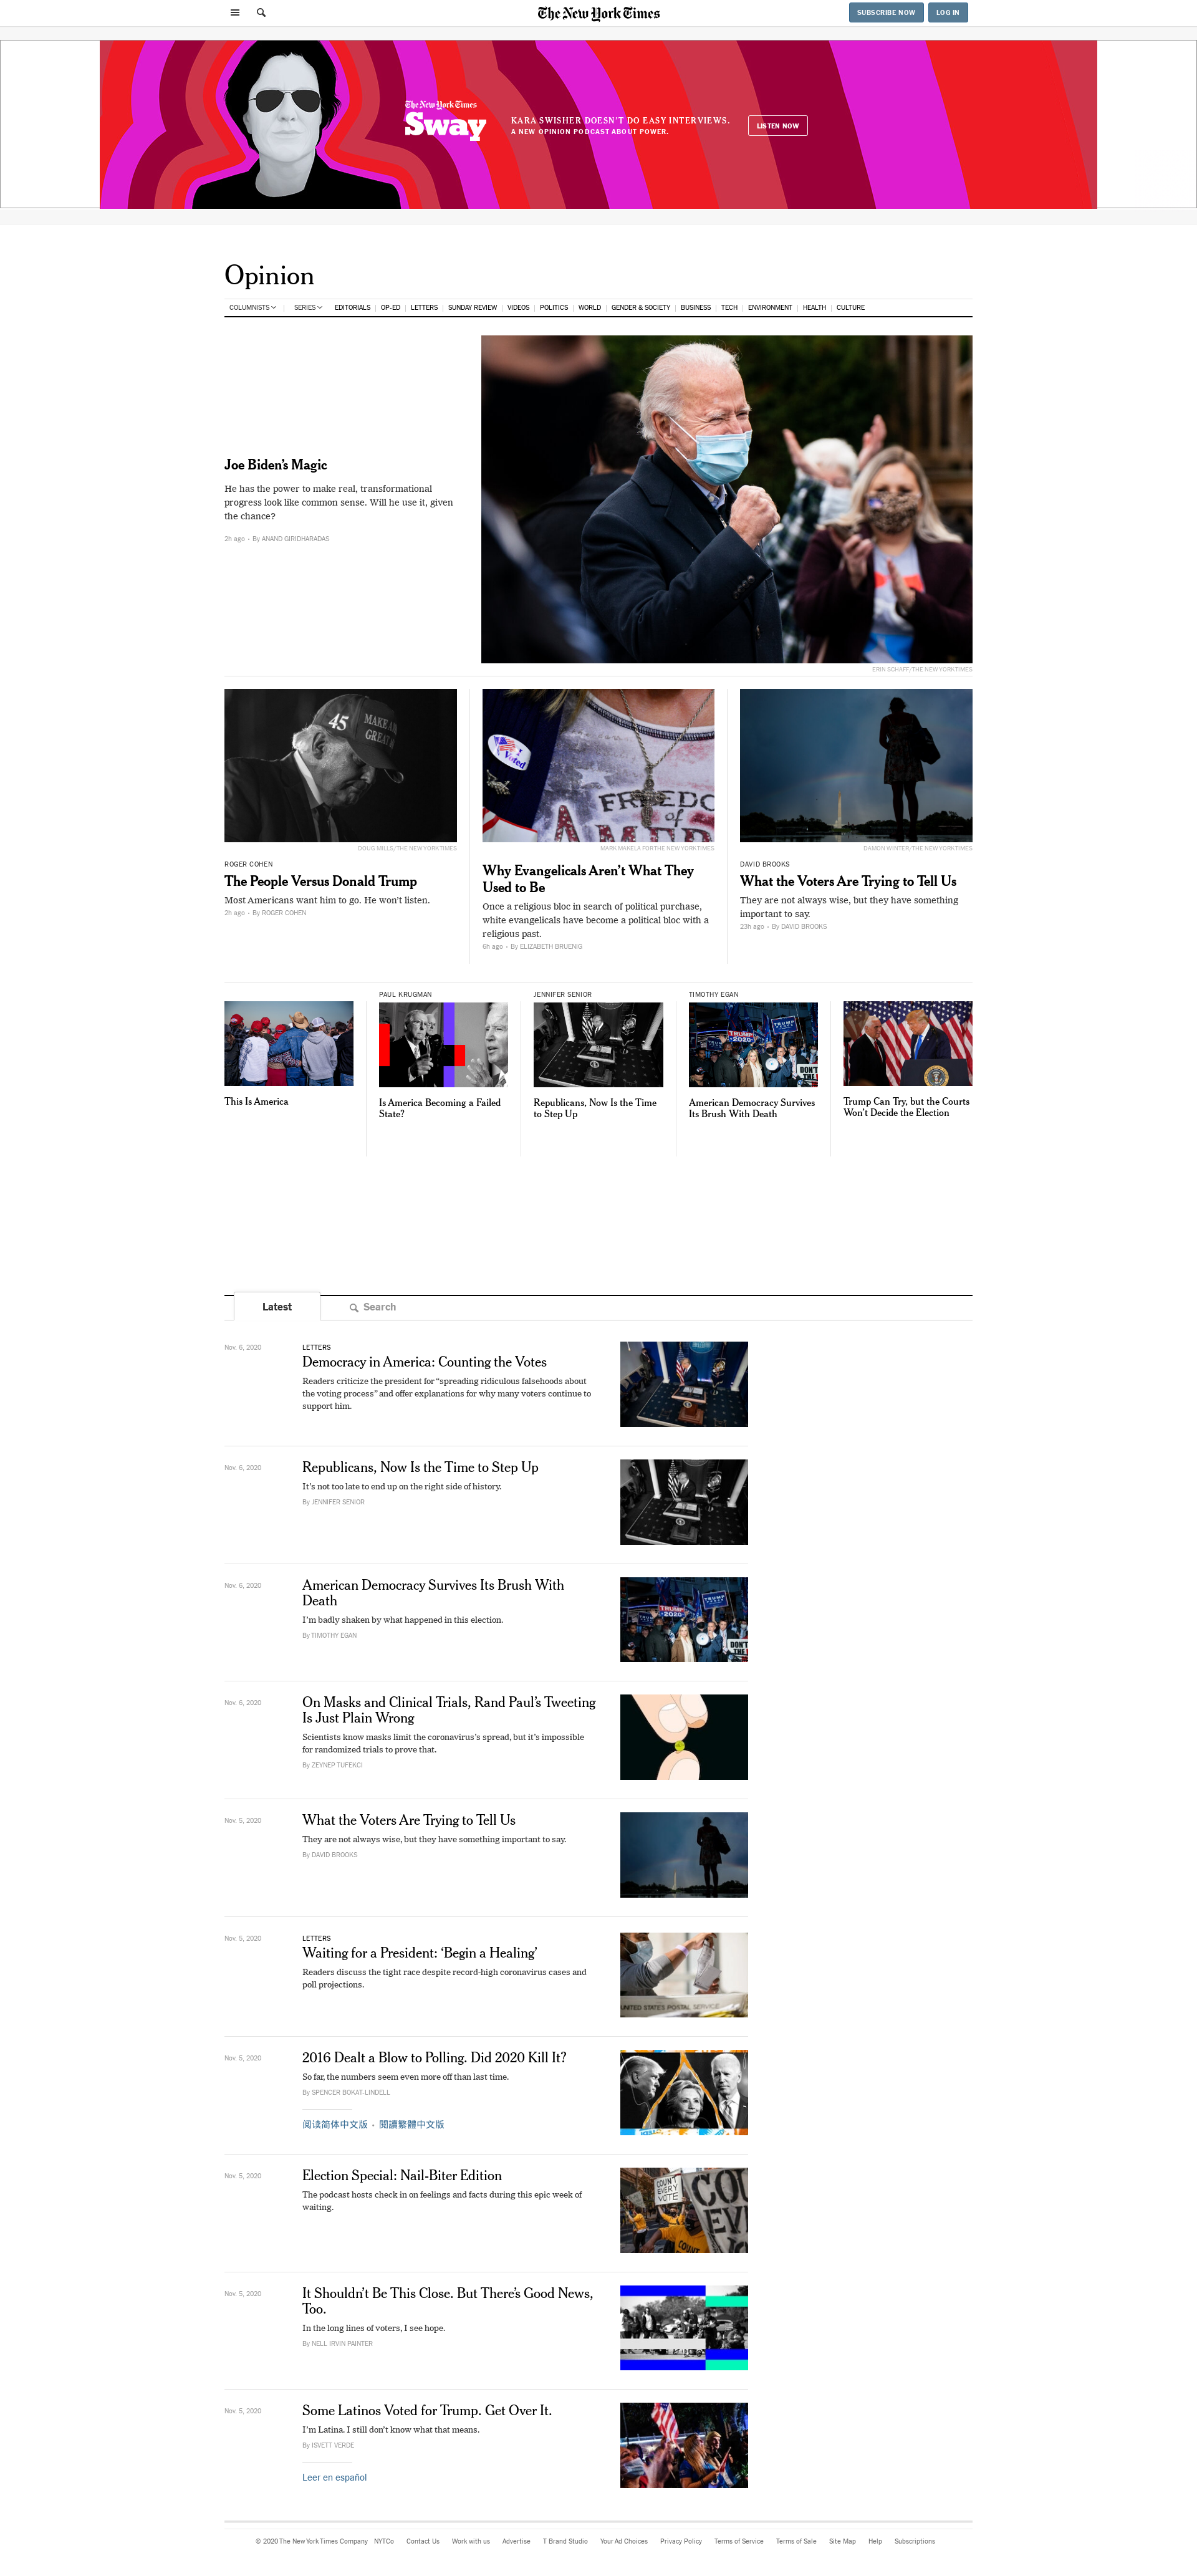 The New York Times
SUBSCRIBE NOW
LOG IN
The New York Times
Sway
KARA SWISHER DOESN'T DO EASY INTERVIEWS.
A NEW OPINION PODCAST ABOUT POWER.
LISTEN NOW
Opinion
COLUMNISTS | SERIES EDITORIALS | OP-ED | LETTERS | SUNDAY REVIEW | VIDEOS | POLITICS | WORLD | GENDER & SOCIETY | BUSINESS | TECH | ENVIRONMENT | HEALTH | CULTURE
Joe Biden's Magic
He has the power to make real, transformational
progress look like common sense. Will he use it, given
the chance?
2h ago • By ANAND GIRIDHARADAS
ERIN SCHAFF/THE NEW YORK TIMES
45
MAKE A
GREAT
DOUG MILLS/THE NEW YORK TIMES
ROGER COHEN
The People Versus Donald Trump
Most Americans want him to go. He won't listen.
2h ago • By ROGER COHEN
Voted
FREEDOM
of
AMER
MARK MAKELA FOR THE NEW YORK TIMES
Why Evangelicals Aren't What They
Used to Be
Once a religious bloc in search of political purchase,
white evangelicals have become a political bloc with a
religious past.
6h ago • By ELIZABETH BRUENIG
DAMON WINTER/THE NEW YORK TIMES
DAVID BROOKS
What the Voters Are Trying to Tell Us
They are not always wise, but they have something
important to say.
23h ago • By DAVID BROOKS
This Is America
PAUL KRUGMAN
Is America Becoming a Failed
State?
JENNIFER SENIOR
Republicans, Now Is the Time
to Step Up
TIMOTHY EGAN
TRUMP
2020
DON'T
THE
American Democracy Survives
Its Brush With Death
Trump Can Try, but the Courts
Won't Decide the Election
Latest
Search
Nov. 6, 2020
LETTERS
Democracy in America: Counting the Votes
Readers criticize the president for “spreading ridiculous falsehoods about
the voting process” and offer explanations for why many voters continue to
support him.
Nov. 6, 2020
Republicans, Now Is the Time to Step Up
It's not too late to end up on the right side of history.
By JENNIFER SENIOR
Nov. 6, 2020
American Democracy Survives Its Brush With
Death
I'm badly shaken by what happened in this election.
By TIMOTHY EGAN
TRUMP
2020
DON'T
THE
Nov. 6, 2020
On Masks and Clinical Trials, Rand Paul's Tweeting
Is Just Plain Wrong
Scientists know masks limit the coronavirus's spread, but it's impossible
for randomized trials to prove that.
By ZEYNEP TUFEKCI
Nov. 5, 2020
What the Voters Are Trying to Tell Us
They are not always wise, but they have something important to say.
By DAVID BROOKS
Nov. 5, 2020
LETTERS
Waiting for a President: ‘Begin a Healing’
Readers discuss the tight race despite record-high coronavirus cases and
poll projections.
UNITED STATES POSTAL SERVICE
Nov. 5, 2020
2016 Dealt a Blow to Polling. Did 2020 Kill It?
So far, the numbers seem even more off than last time.
By SPENCER BOKAT-LINDELL
阅读简体中文版 • 閱讀繁體中文版
Nov. 5, 2020
Election Special: Nail-Biter Edition
The podcast hosts check in on feelings and facts during this epic week of
waiting.
COUNT
EVERY
VOTE
COU
EV
COUNT
Nov. 5, 2020
It Shouldn't Be This Close. But There's Good News,
Too.
In the long lines of voters, I see hope.
By NELL IRVIN PAINTER
Nov. 5, 2020
Some Latinos Voted for Trump. Get Over It.
I'm Latina. I still don't know what that means.
By ISVETT VERDE
Leer en español
© 2020 The New York Times Company NYTCo Contact Us Work with us Advertise T Brand Studio Your Ad Choices Privacy Policy Terms of Service Terms of Sale Site Map Help Subscriptions